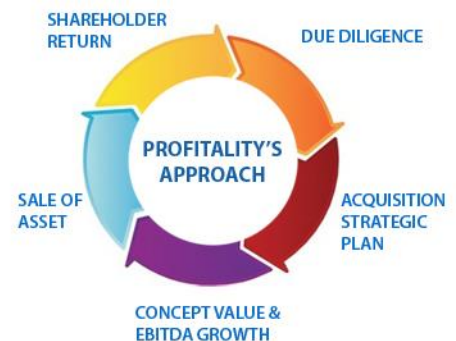 SHAREHOLDER
RETURN
DUE DILIGENCE
PROFITALITY'S
APPROACH
SALE OF
ASSET
ACQUISITION
STRATEGIC
PLAN
CONCEPT VALUE &
EBITDA GROWTH